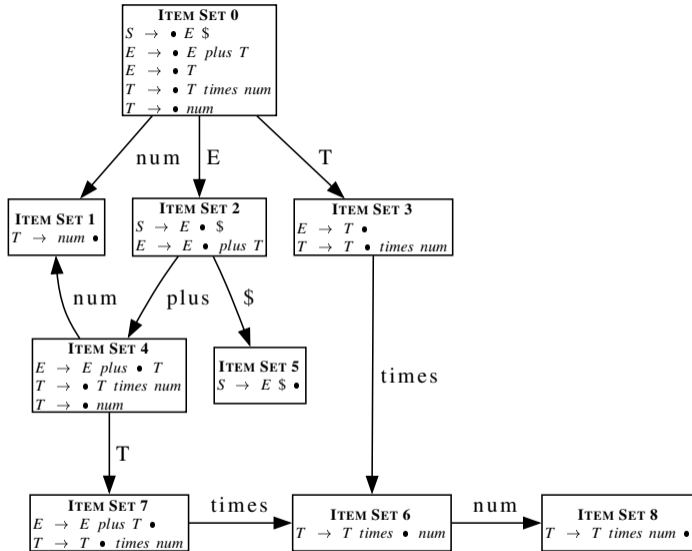 ITEM SET 0
S → • E $
E → • E plus T
E → • T
T → • T times num
T → • num
num
E
T
ITEM SET 1
T → num •
ITEM SET 2
S → E • $
E → E • plus T
ITEM SET 3
E → T •
T → T • times num
num
plus
$
ITEM SET 4
E → E plus • T
T → • T times num
T → • num
ITEM SET 5
S → E $ •
times
T
ITEM SET 7
E → E plus T •
T → T • times num
times
ITEM SET 6
T → T times • num
num
ITEM SET 8
T → T times num •